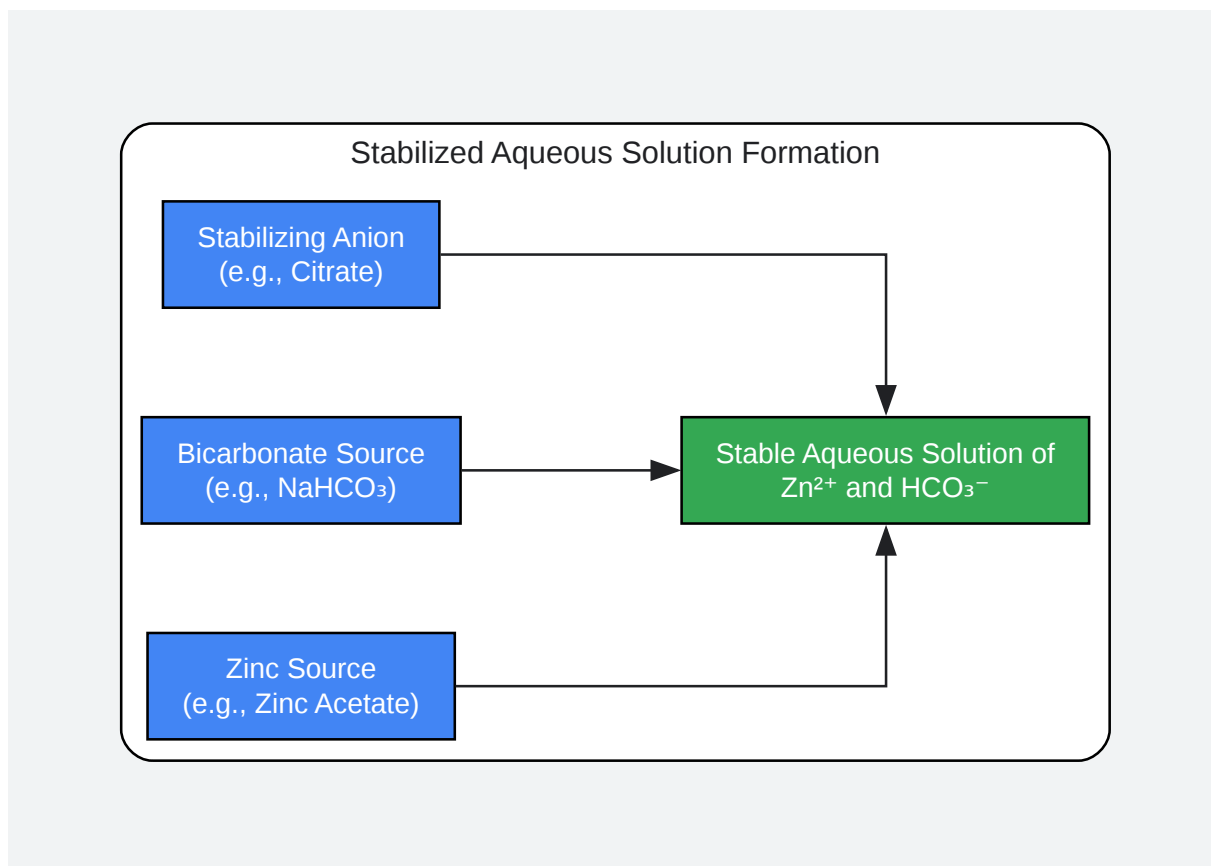 Stabilized Aqueous Solution Formation
Stabilizing Anion
(e.g., Citrate)
Bicarbonate Source
(e.g., NaHCO₃)
Stable Aqueous Solution of
Zn²⁺ and HCO₃⁻
Zinc Source
(e.g., Zinc Acetate)